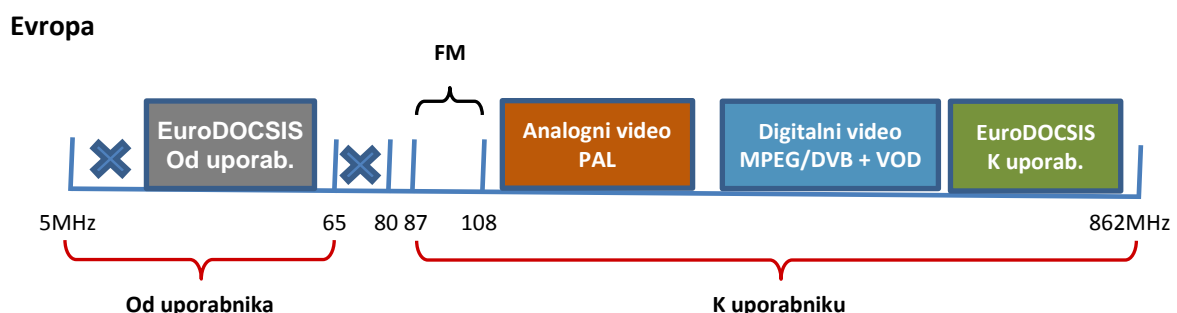 Evropa
FM
EuroDOCSIS
Od uporab.
Analogni video
PAL
Digitalni video
MPEG/DVB + VOD
EuroDOCSIS
K uporab.
5MHz
65
80
87
108
862MHz
Od uporabnika
K uporabniku